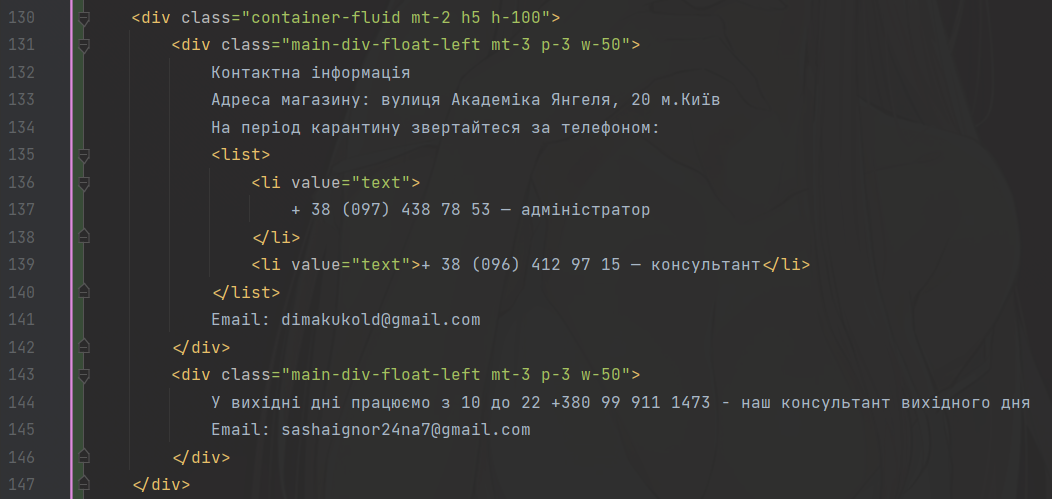 130 <div class="container-fluid mt-2 h5 h-100">
131 <div class="main-div-float-left mt-3 p-3 w-50">
132 Контактна інформація
133 Адреса магазину: вулиця Академіка Янгеля, 20 м.Київ
134 На період карантину звертайтеся за телефоном:
135 <list>
136 <li value="text">
137 + 38 (097) 438 78 53 – адміністратор
138 </li>
139 <li value="text">+ 38 (096) 412 97 15 – консультант</li>
140 </list>
141 Email: dimakukold@gmail.com
142 </div>
143 <div class="main-div-float-left mt-3 p-3 w-50">
144 У вихідні дні працюємо з 10 до 22 +380 99 911 1473 - наш консультант вихідного дня
145 Email: sashaignor24na7@gmail.com
146 </div>
147 </div>